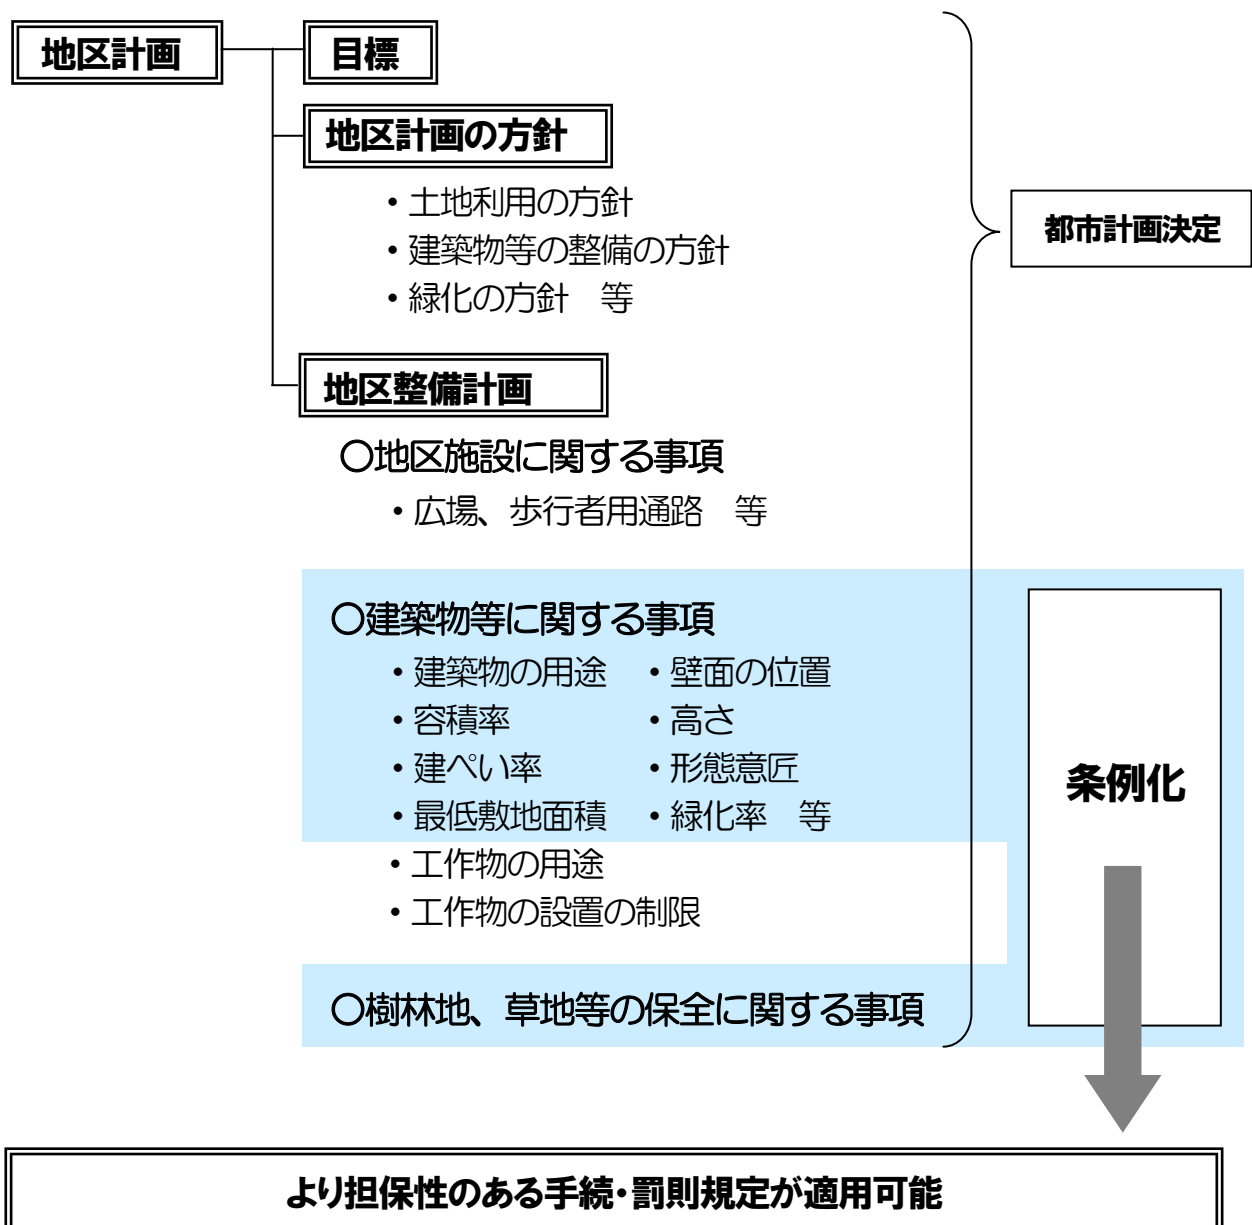 地区計画
目標
地区計画の方針
・土地利用の方針
・建築物等の整備の方針
・緑化の方針　等
都市計画決定
地区整備計画
〇地区施設に関する事項
・広場、歩行者用通路　等
〇建築物等に関する事項
・建築物の用途　・壁面の位置
・容積率　・高さ
・建ぺい率　・形態意匠
・最低敷地面積　・緑化率　等
・工作物の用途
・工作物の設置の制限
条例化
〇樹林地、草地等の保全に関する事項
より担保性のある手続・罰則規定が適用可能